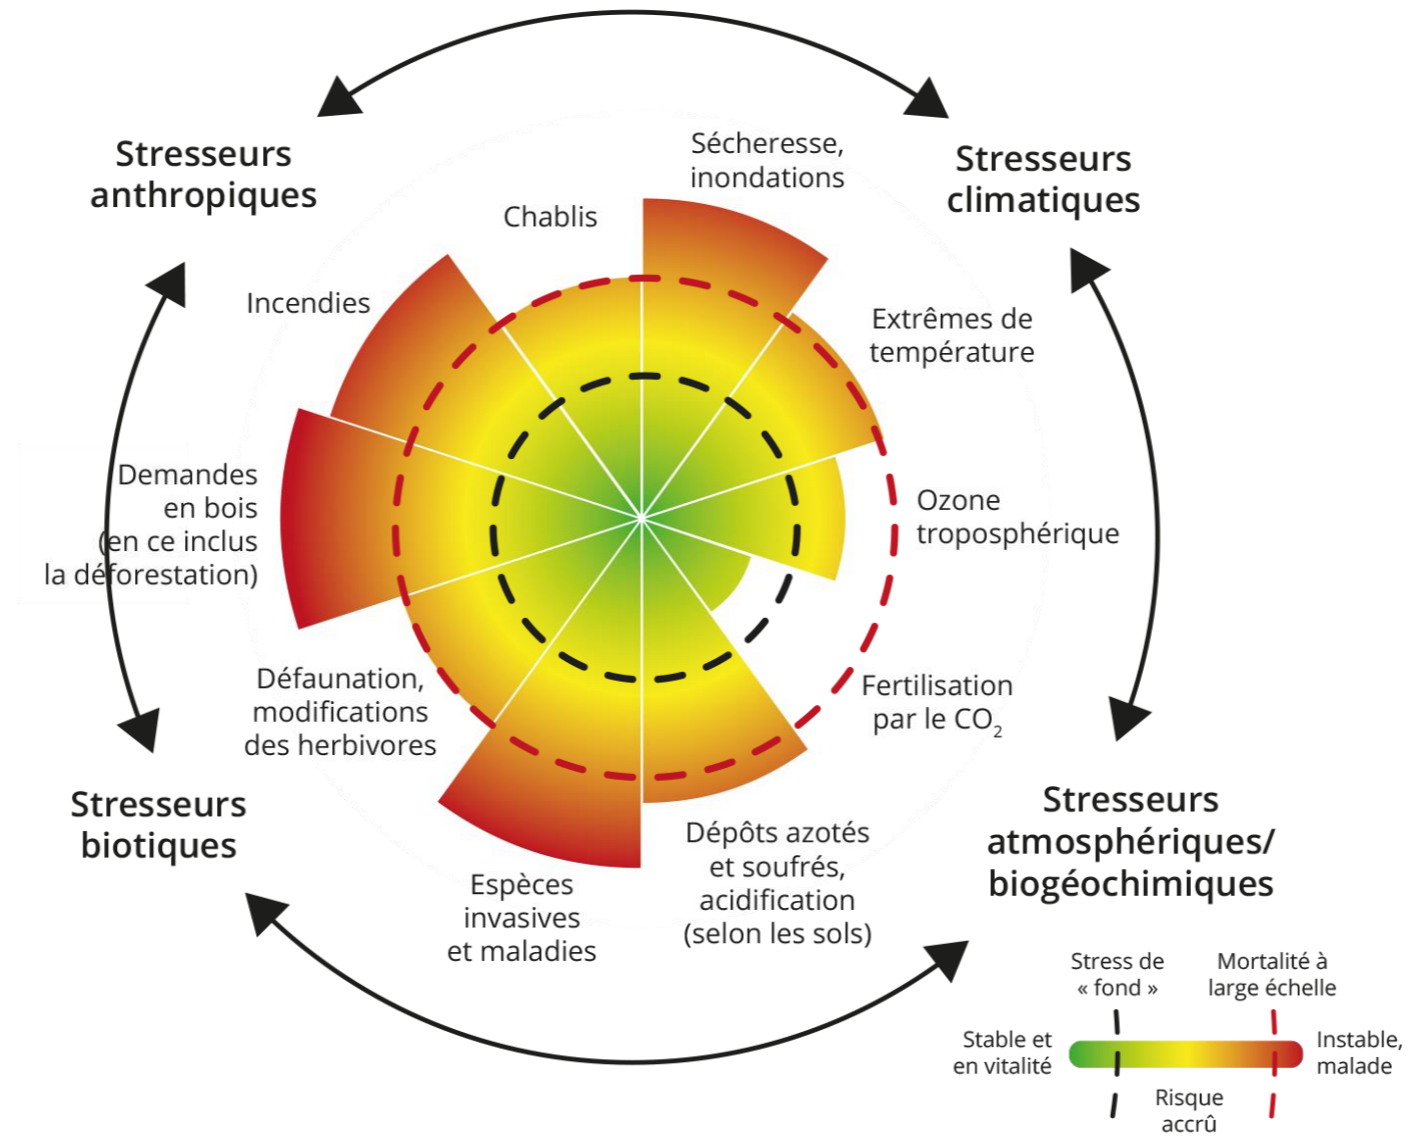 Stresseurs
anthropiques
Stresseurs
climatiques
Sécheresse,
inondations
Chablis
Incendies
Extrêmes de
température
Demandes
en bois
(en ce inclus
la déforestation)
Ozone
troposphérique
Défaunation,
modifications
des herbivores
Fertilisation
par le CO₂
Stresseurs
biotiques
Espèces
invasives
et maladies
Dépôts azotés
et soufrés,
acidification
(selon les sols)
Stresseurs
atmosphériques/
biogéochimiques
Stress de
« fond »
Mortalité à
large échelle
Stable et
en vitalité
Instable,
malade
Risque
accrû